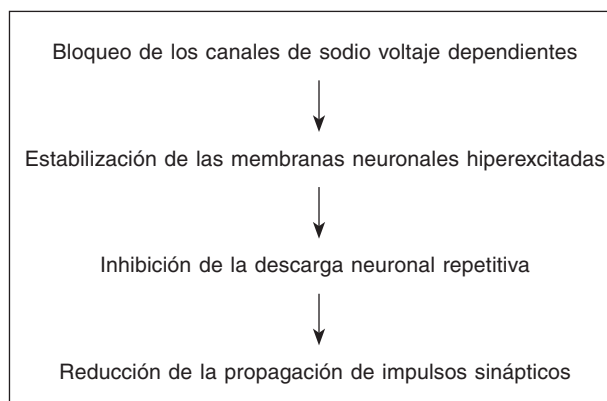 Bloqueo de los canales de sodio voltaje dependientes
Estabilización de las membranas neuronales hiperexcitadas
Inhibición de la descarga neuronal repetitiva
Reducción de la propagación de impulsos sinápticos